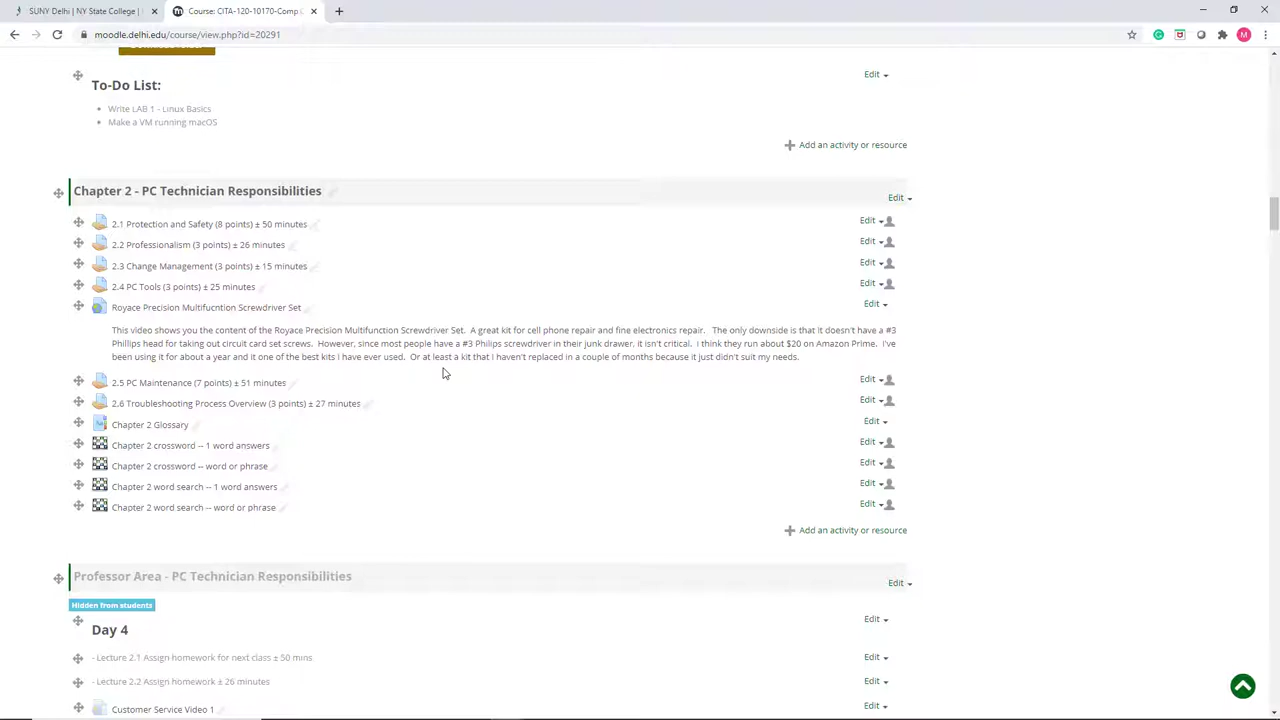 SUNY Delhi | NY State College |
Course: CITA-120-10170-Comp C
moodle.delhi.edu/course/view.php?id=20291
M
To-Do List:
Edit
Write LAB 1 - Linux Basics
Make a VM running macOS
Add an activity or resource
Chapter 2 - PC Technician Responsibilities
Edit
2.1 Protection and Safety (8 points) ± 50 minutes
Edit
2.2 Professionalism (3 points) ± 26 minutes
Edit
2.3 Change Management (3 points) ± 15 minutes
Edit
2.4 PC Tools (3 points) ± 25 minutes
Edit
Royace Precision Multifucntion Screwdriver Set
Edit
This video shows you the content of the Royace Precision Multifunction Screwdriver Set. A great kit for cell phone repair and fine electronics repair. The only downside is that it doesn't have a #3
Phillips head for taking out circuit card set screws. However, since most people have a #3 Philips screwdriver in their junk drawer, it isn't critical. I think they run about $20 on Amazon Prime. I've
been using it for about a year and it one of the best kits I have ever used. Or at least a kit that I haven't replaced in a couple of months because it just didn't suit my needs.
2.5 PC Maintenance (7 points) ± 51 minutes
Edit
2.6 Troubleshooting Process Overview (3 points) ± 27 minutes
Edit
Chapter 2 Glossary
Edit
Chapter 2 crossword -- 1 word answers
Edit
Chapter 2 crossword -- word or phrase
Edit
Chapter 2 word search -- 1 word answers
Edit
Chapter 2 word search -- word or phrase
Edit
Add an activity or resource
Professor Area - PC Technician Responsibilities
Edit
Hidden from students
Day 4
Edit
- Lecture 2.1 Assign homework for next class ± 50 mins
Edit
- Lecture 2.2 Assign homework ± 26 minutes
Edit
Customer Service Video 1
Edit